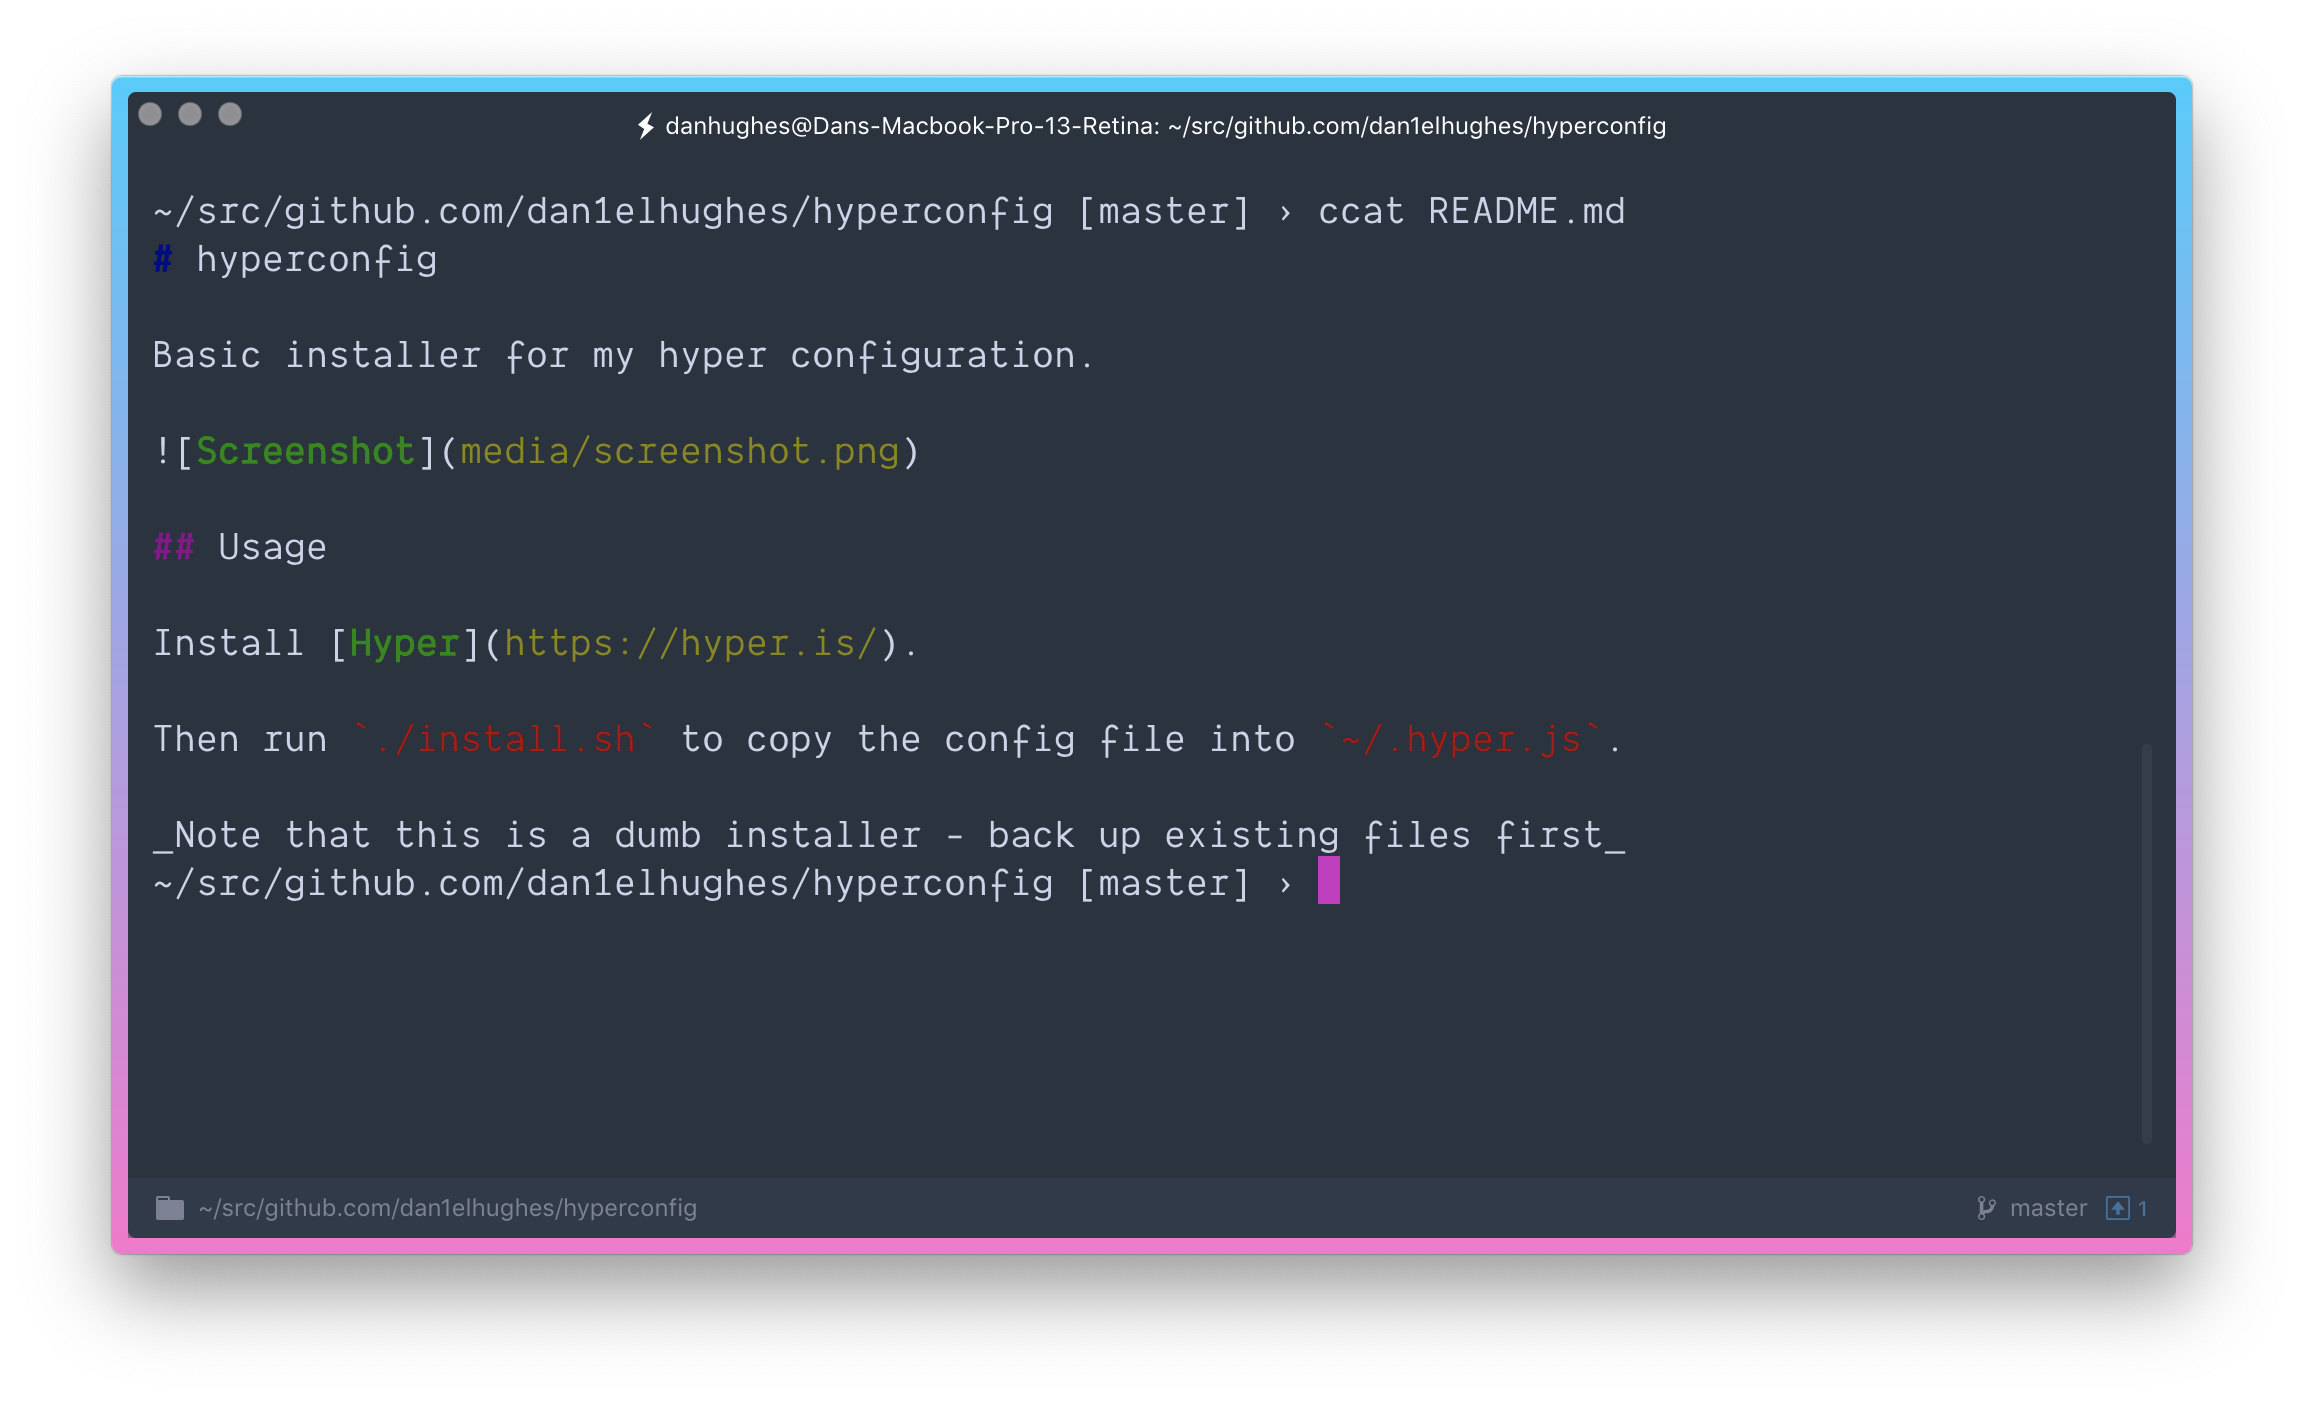 danhughes@Dans-Macbook-Pro-13-Retina: ~/src/github.com/dan1elhughes/hyperconfig
~/src/github.com/dan1elhughes/hyperconfig [master] › ccat README.md
# hyperconfig
Basic installer for my hyper configuration.
![Screenshot](media/screenshot.png)
## Usage
Install [Hyper](https://hyper.is/).
Then run `./install.sh` to copy the config file into `~/.hyper.js`.
_Note that this is a dumb installer - back up existing files first_
~/src/github.com/dan1elhughes/hyperconfig [master] ›
~/src/github.com/dan1elhughes/hyperconfig
master 1